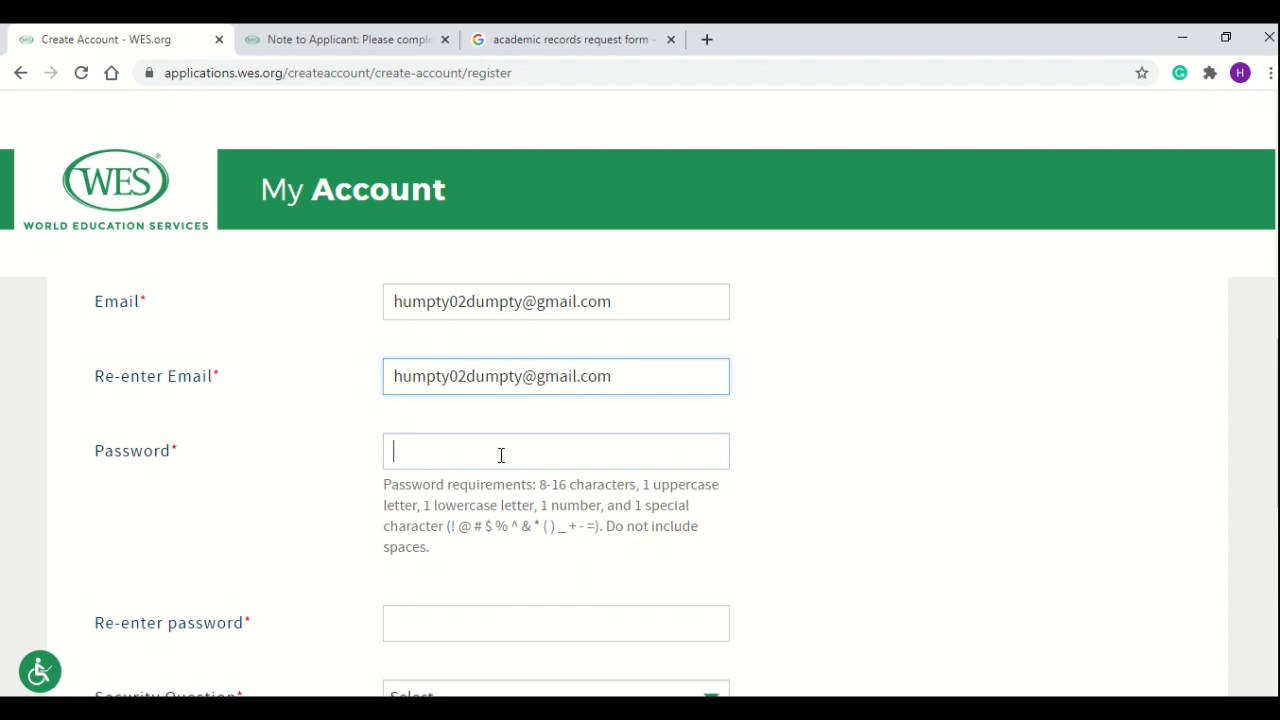 Create Account - WES.org
Note to Applicant: Please comple
academic records request form -
applications.wes.org/createaccount/create-account/register
H
WES
WORLD EDUCATION SERVICES
My Account
Email*
humpty02dumpty@gmail.com
Re-enter Email*
humpty02dumpty@gmail.com
Password*
Password requirements: 8-16 characters, 1 uppercase
letter, 1 lowercase letter, 1 number, and 1 special
character (! @ # $ % ^ & * ( ) _ + - =). Do not include
spaces.
Re-enter password*
Security Question*
Select